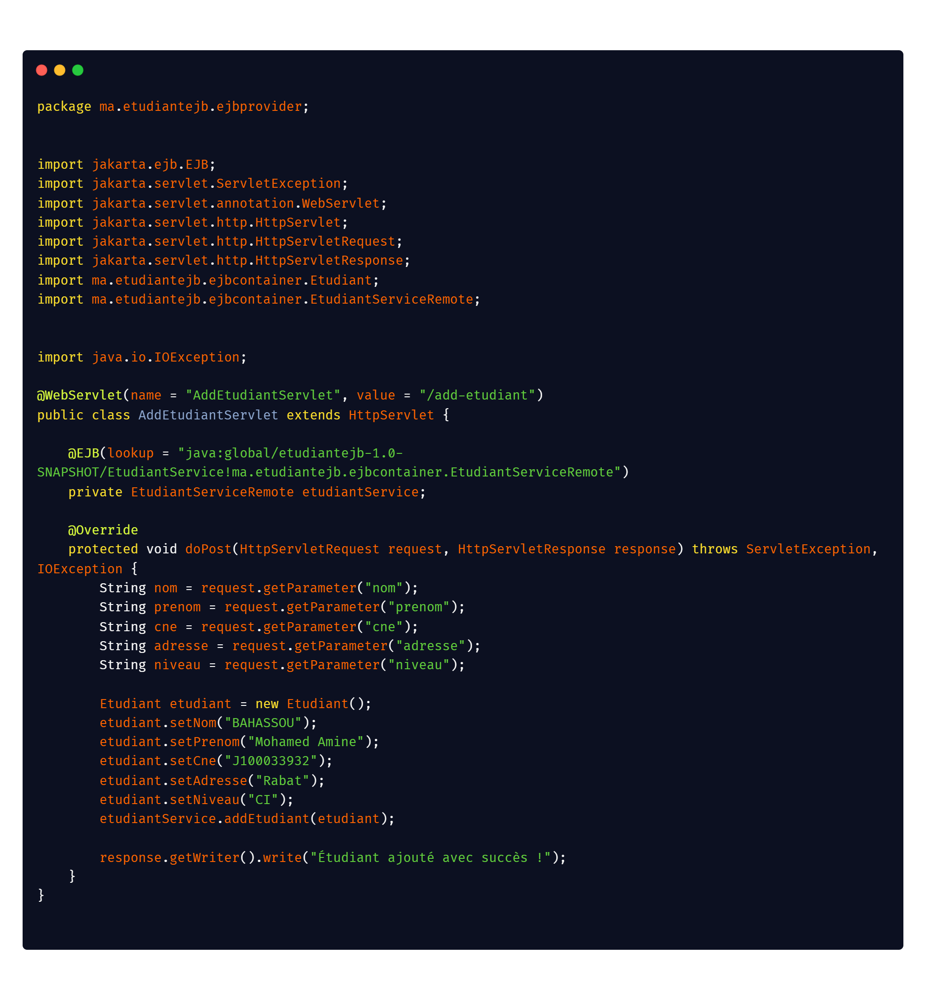 package ma.etudiantejb.ejbprovider;
import jakarta.ejb.EJB;
import jakarta.servlet.ServletException;
import jakarta.servlet.annotation.WebServlet;
import jakarta.servlet.http.HttpServlet;
import jakarta.servlet.http.HttpServletRequest;
import jakarta.servlet.http.HttpServletResponse;
import ma.etudiantejb.ejbcontainer.Etudiant;
import ma.etudiantejb.ejbcontainer.EtudiantServiceRemote;
import java.io.IOException;
@WebServlet(name = "AddEtudiantServlet", value = "/add-etudiant")
public class AddEtudiantServlet extends HttpServlet {
    @EJB(lookup = "java:global/etudiantejb-1.0-
SNAPSHOT/EtudiantService!ma.etudiantejb.ejbcontainer.EtudiantServiceRemote")
    private EtudiantServiceRemote etudiantService;
    @Override
    protected void doPost(HttpServletRequest request, HttpServletResponse response) throws ServletException,
IOException {
        String nom = request.getParameter("nom");
        String prenom = request.getParameter("prenom");
        String cne = request.getParameter("cne");
        String adresse = request.getParameter("adresse");
        String niveau = request.getParameter("niveau");
        Etudiant etudiant = new Etudiant();
        etudiant.setNom("BAHASSOU");
        etudiant.setPrenom("Mohamed Amine");
        etudiant.setCne("J100033932");
        etudiant.setAdresse("Rabat");
        etudiant.setNiveau("CI");
        etudiantService.addEtudiant(etudiant);
        response.getWriter().write("Étudiant ajouté avec succès !");
    }
}